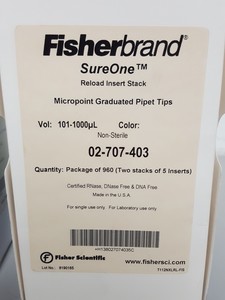 Fisherbrand®
SureOne™
Reload Insert Stack
Micropoint Graduated Pipet Tips
Vol: 101-1000µL Color:
Non-Sterile
02-707-403
Quantity: Package of 960 (Two stacks of 5 Inserts)
Certified RNase, DNase Free & DNA Free
Made in the U.S.A.
For single use only. For Laboratory use only
Fisher Scientific
www.fishersci.com
Lot No.